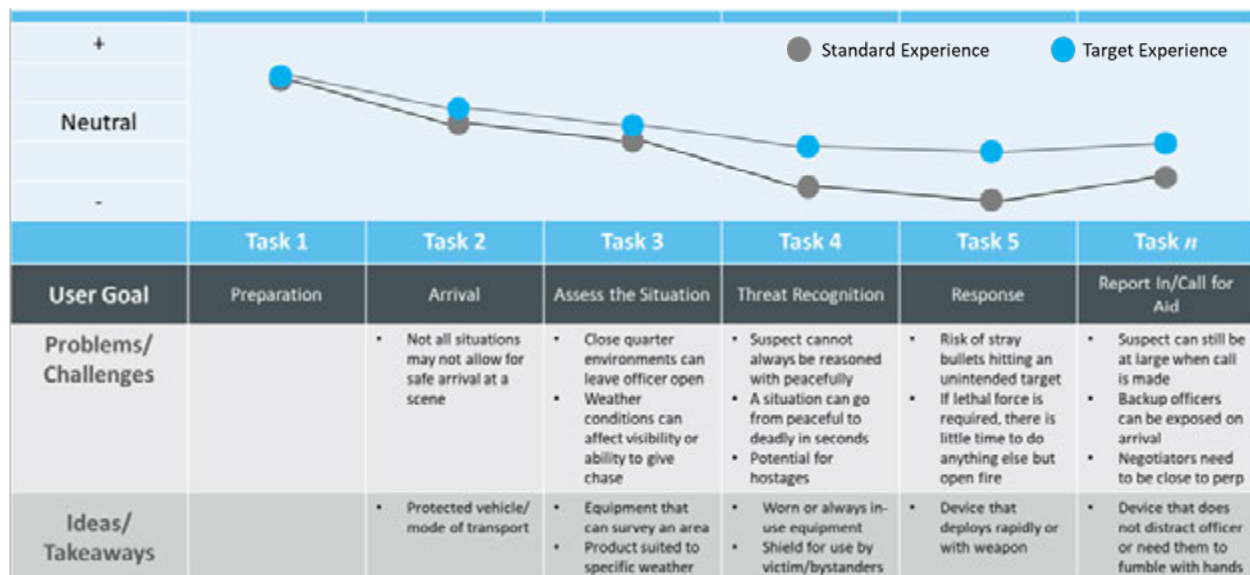 +
Neutral
-
Standard Experience
Target Experience
Task 1
Task 2
Task 3
Task 4
Task 5
Task n
User Goal
Preparation
Arrival
Assess the Situation
Threat Recognition
Response
Report In/Call for
Aid
Problems/
Challenges
• Not all situations
may not allow for
safe arrival at a
scene
• Close quarter
environments can
leave officer open
• Weather
conditions can
affect visibility or
ability to give
chase
• Suspect cannot
always be reasoned
with peacefully
• A situation can go
from peaceful to
deadly in seconds
• Potential for
hostages
• Risk of stray
bullets hitting an
unintended target
• If lethal force is
required, there is
little time to do
anything else but
open fire
• Suspect can still be
at large when call
is made
• Backup officers
can be exposed on
arrival
• Negotiators need
to be close to perp
Ideas/
Takeaways
• Protected vehicle/
mode of transport
• Equipment that
can survey an area
• Product suited to
specific weather
• Worn or always in-
use equipment
• Shield for use by
victim/bystanders
• Device that
deploys rapidly or
with weapon
• Device that does
not distract officer
or need them to
fumble with hands